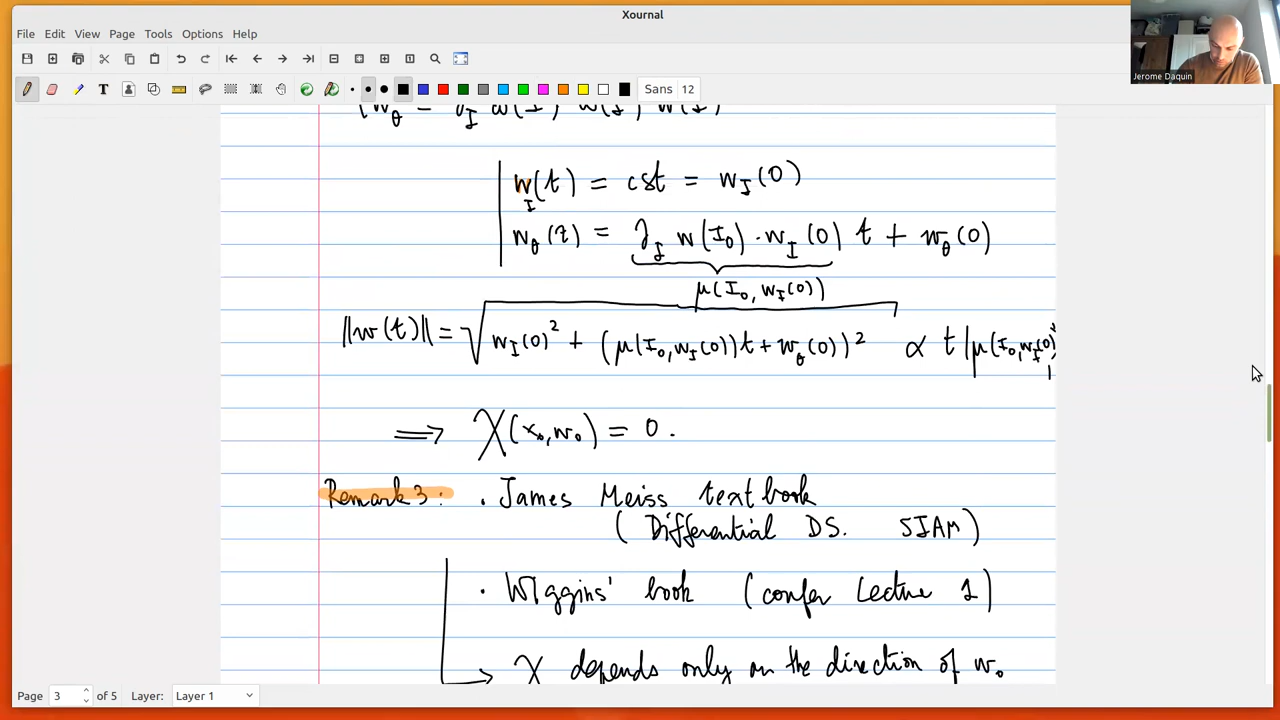 Xournal
File Edit View Page Tools Options Help
Jerome Daquin
Sans 12
w_I(t) = cst = w_I(0)
w_θ(t) = ∂_I w(I_0)·w_I(0) t + w_θ(0)
μ(I_0, w_I(0))
||w(t)|| = √(w_I(0)² + (μ(I_0, w_I(0))t + w_θ(0))²) ∝ t|μ(I_0, w_I(0)
⟹ χ(x_0, w_0) = 0.
Remark 3: · James Meiss textbook
(Differential DS. SIAM)
· Wiggins' book (confer Lecture 1)
→ χ depends only on the direction of w_0
Page 3 of 5 Layer: Layer 1